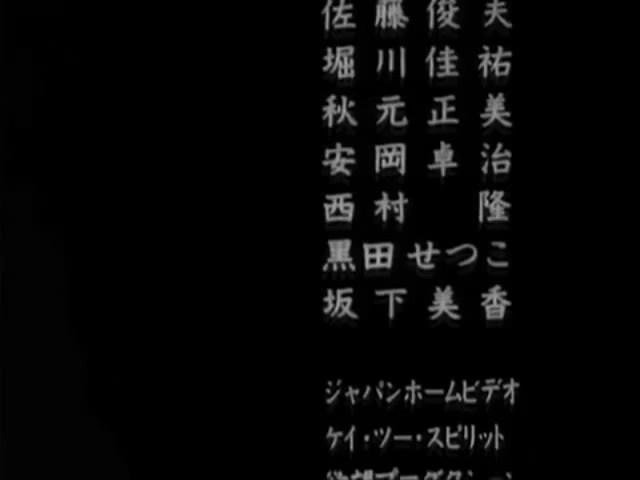 佐藤俊夫
堀川佳祐
秋元正美
安岡卓治
西村 隆
黒田せつこ
坂下美香
ジャパンホームビデオ
ケイ・ツー・スピリット